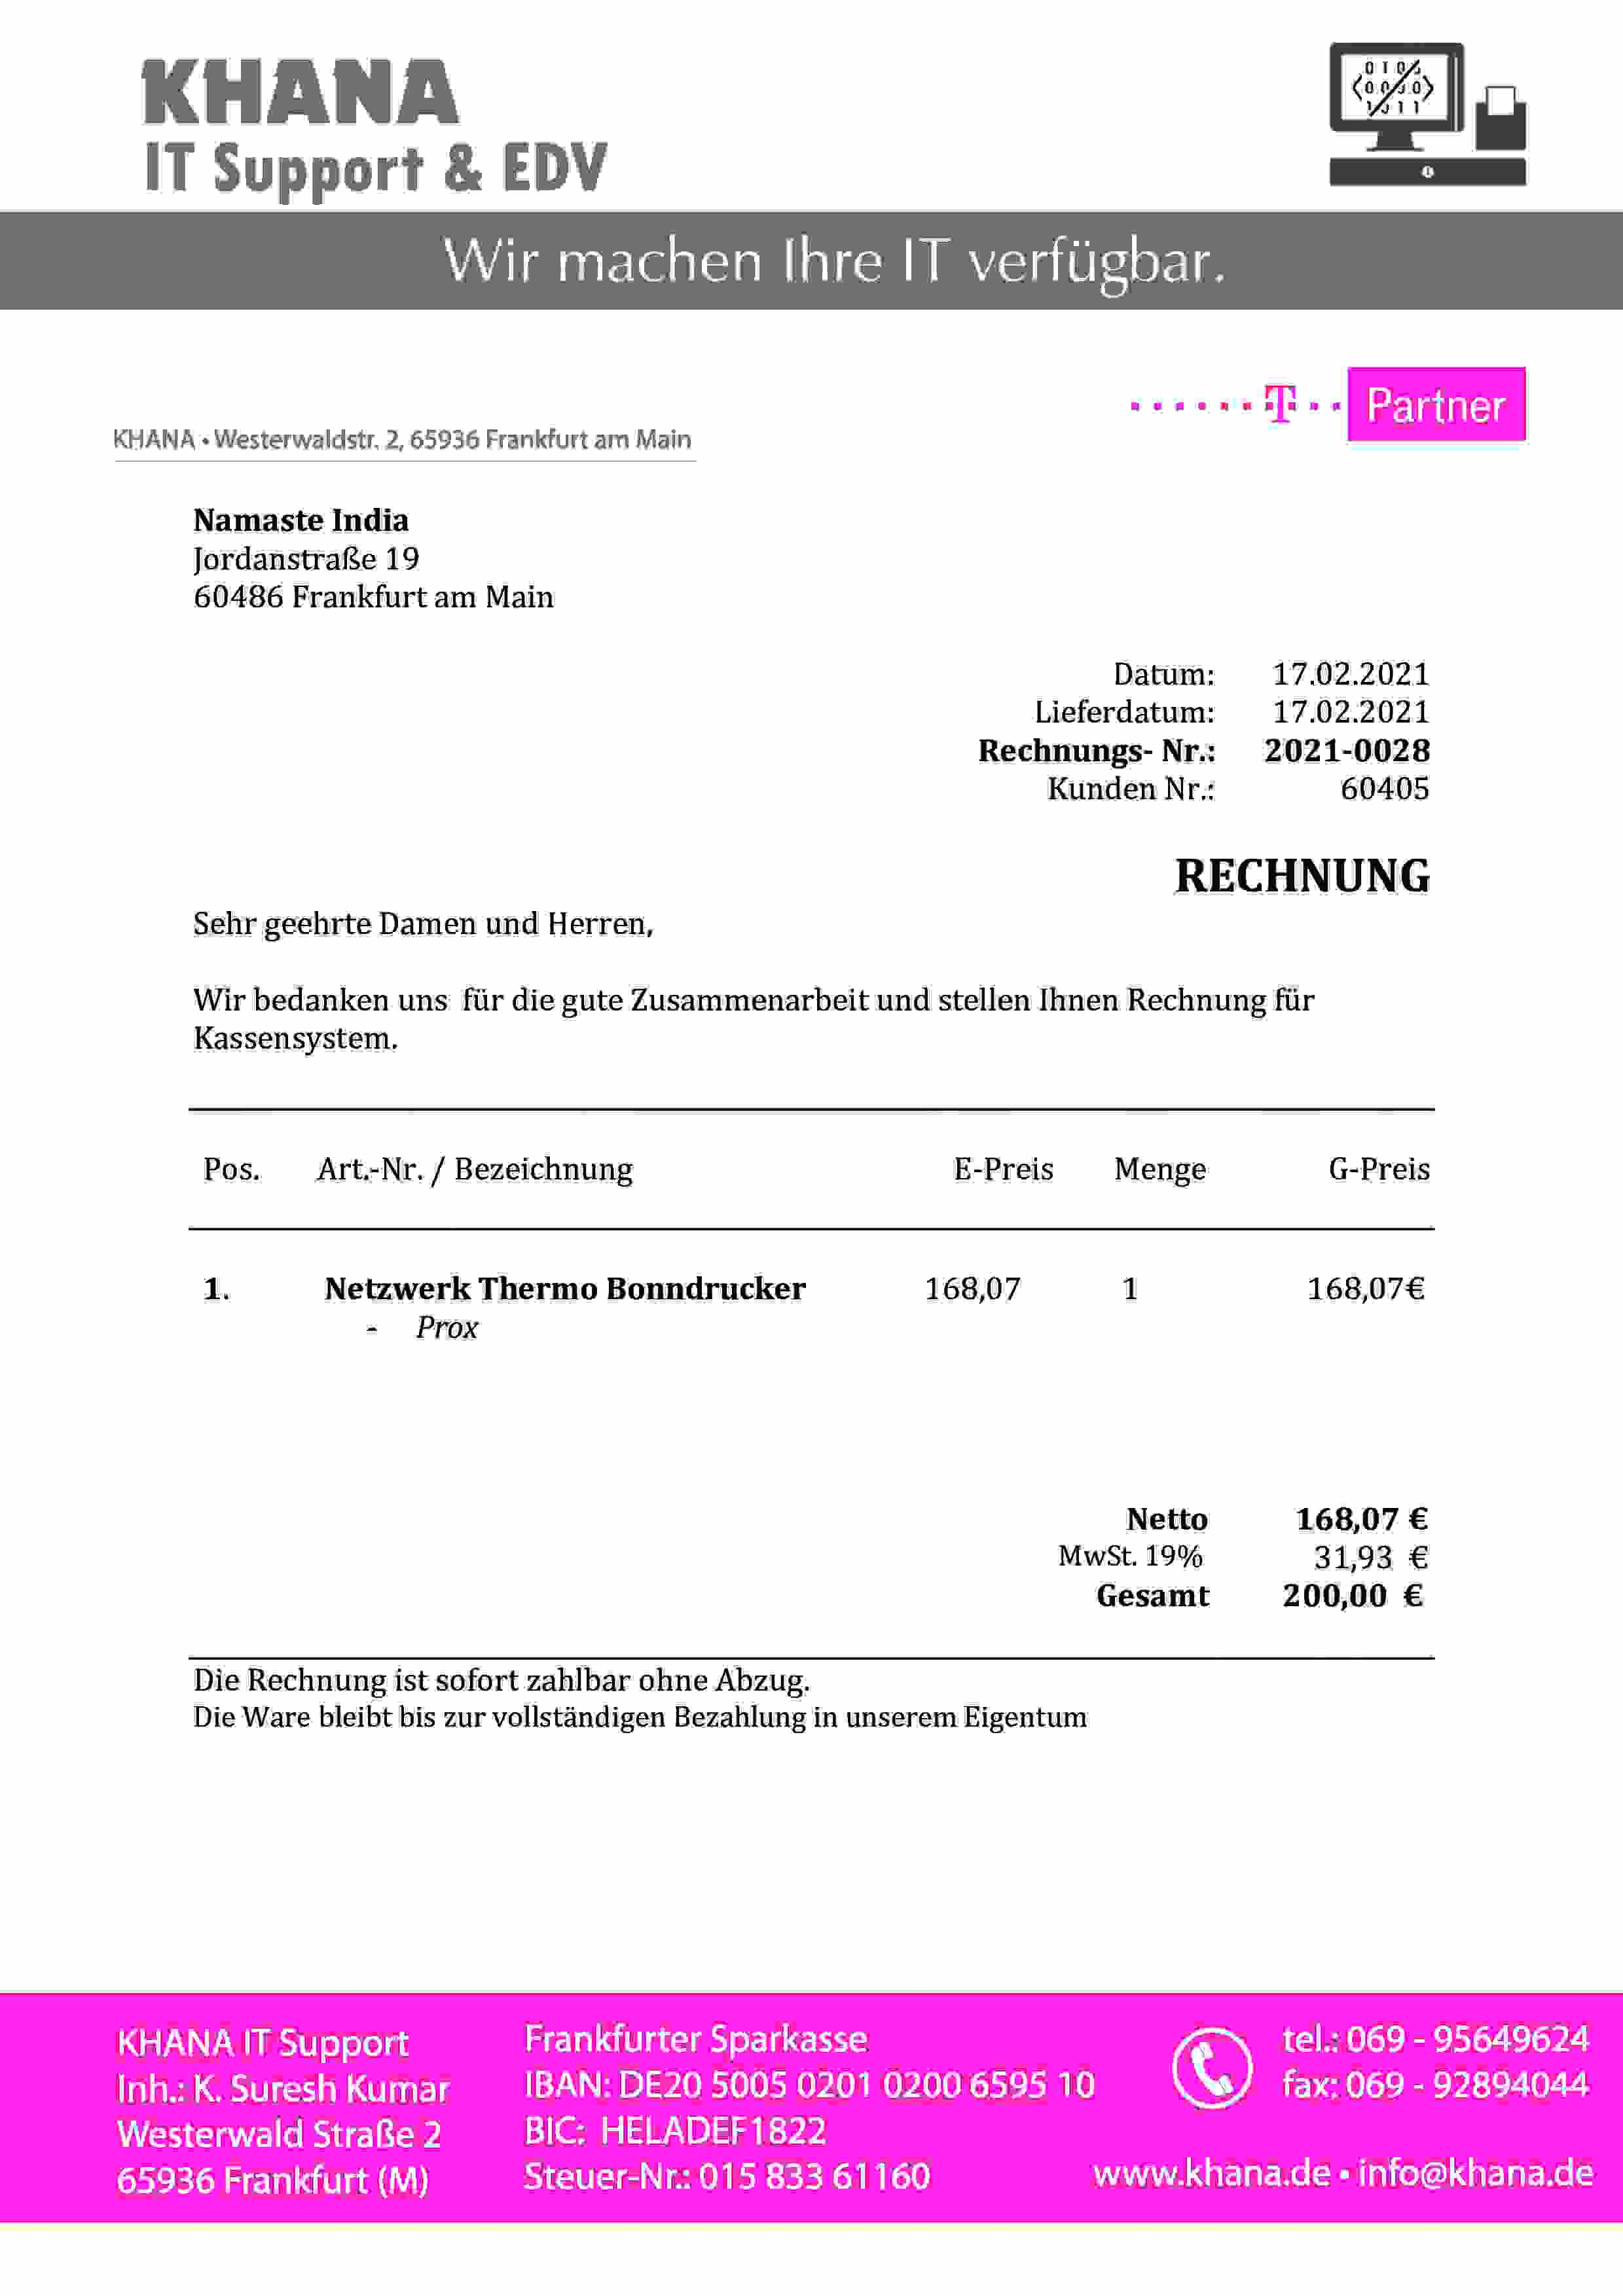 KHANA
IT Support & EDV
Wir machen Ihre IT verfügbar.
T Partner
KHANA • Westerwaldstr. 2, 65936 Frankfurt am Main
Namaste India
Jordanstraße 19
60486 Frankfurt am Main
Datum: 17.02.2021
Lieferdatum: 17.02.2021
Rechnungs- Nr.: 2021-0028
Kunden Nr.: 60405
RECHNUNG
Sehr geehrte Damen und Herren,
Wir bedanken uns für die gute Zusammenarbeit und stellen Ihnen Rechnung für
Kassensystem.
Pos. Art.-Nr. / Bezeichnung E-Preis Menge G-Preis
1. Netzwerk Thermo Bonndrucker 168,07 1 168,07€
- Prox
Netto 168,07 €
MwSt. 19% 31,93 €
Gesamt 200,00 €
Die Rechnung ist sofort zahlbar ohne Abzug.
Die Ware bleibt bis zur vollständigen Bezahlung in unserem Eigentum
KHANA IT Support
Inh.: K. Suresh Kumar
Westerwald Straße 2
65936 Frankfurt (M)
Frankfurter Sparkasse
IBAN: DE20 5005 0201 0200 6595 10
BIC: HELADEF1822
Steuer-Nr.: 015 833 61160
tel.: 069 - 95649624
fax: 069 - 92894044
www.khana.de • info@khana.de